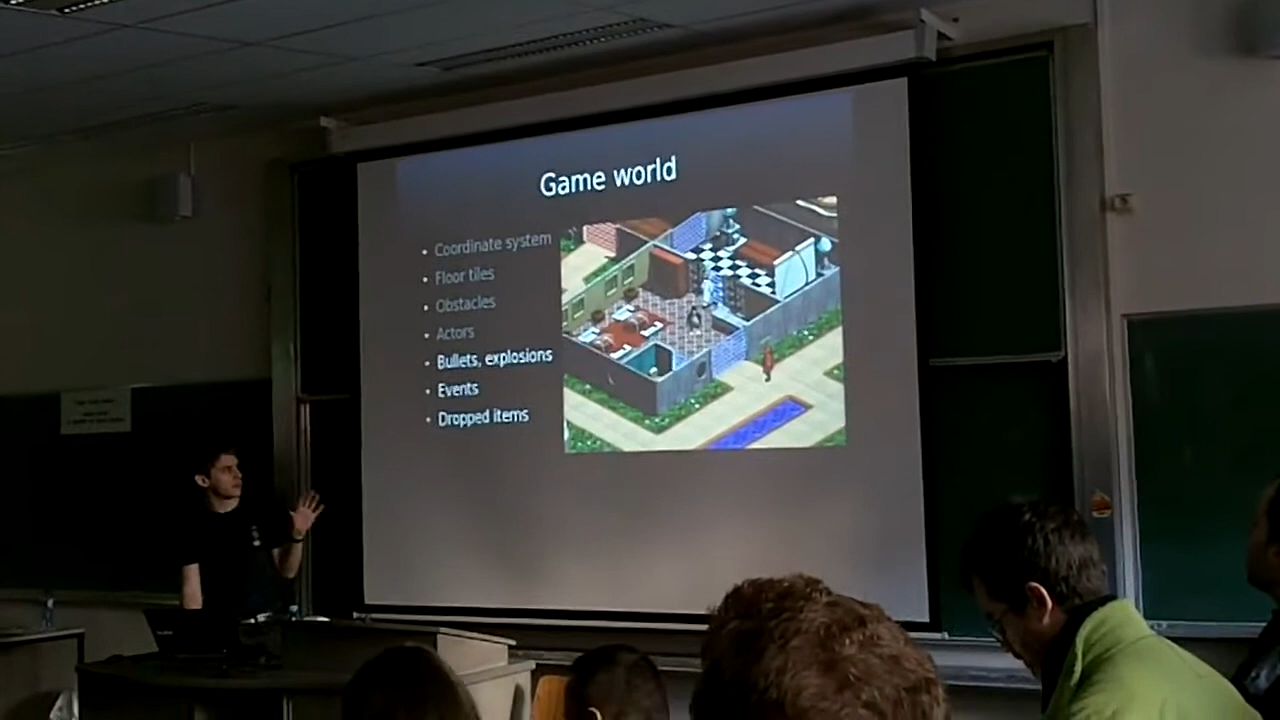 Game world
• Coordinate system
• Floor tiles
• Obstacles
• Actors
• Bullets, explosions
• Events
• Dropped items